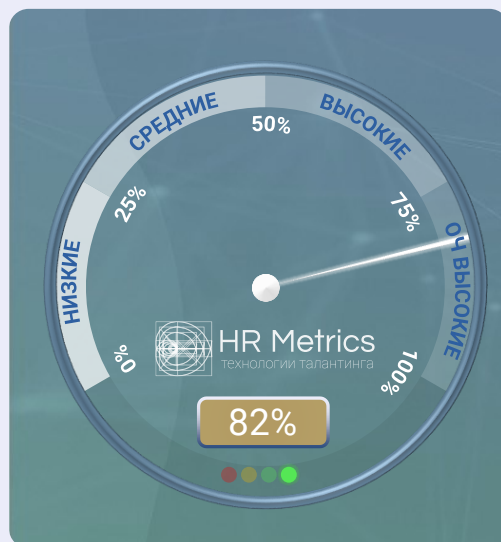 50%
СРЕДНИЕ
ВЫСОКИЕ
25%
75%
НИЗКИЕ
ОЧ ВЫСОКИЕ
HR Metrics
технологии талантинга
0%
100%
82%